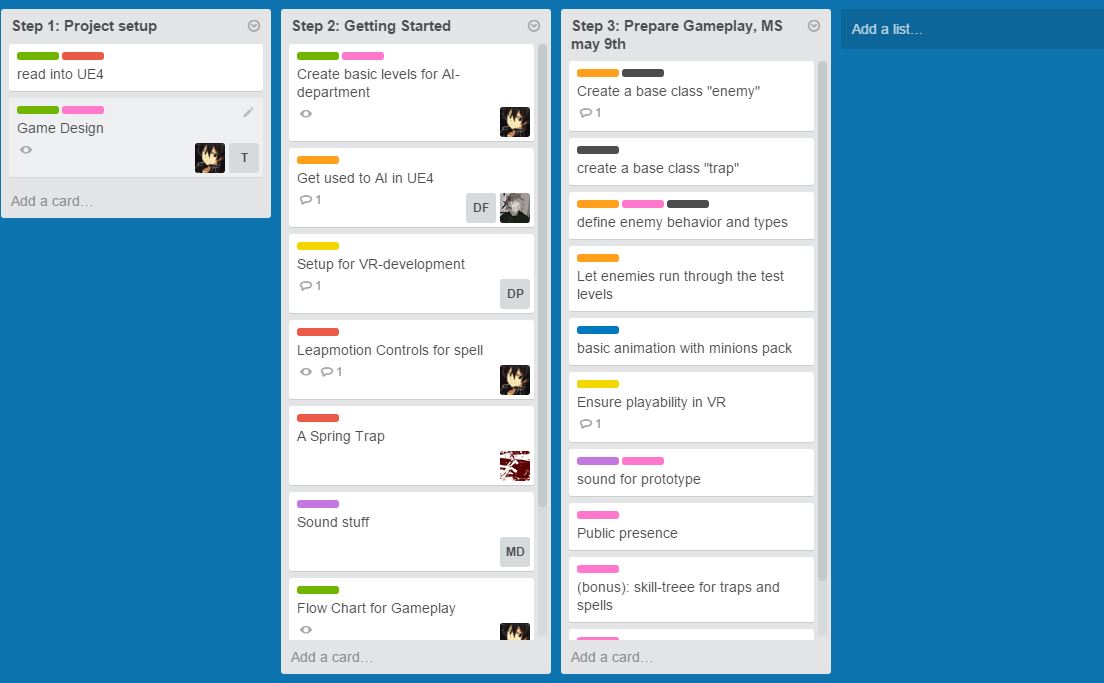 Step 1: Project setup
read into UE4
Game Design
T
Add a card...
Step 2: Getting Started
Create basic levels for AI-
department
Get used to AI in UE4
1
DF
Setup for VR-development
1
DP
Leapmotion Controls for spell
1
A Spring Trap
Sound stuff
MD
Flow Chart for Gameplay
Add a card...
Step 3: Prepare Gameplay, MS
may 9th
Create a base class "enemy"
1
create a base class "trap"
define enemy behavior and types
Let enemies run through the test
levels
basic animation with minions pack
Ensure playability in VR
1
sound for prototype
Public presence
(bonus): skill-treee for traps and
spells
Add a card...
Add a list...